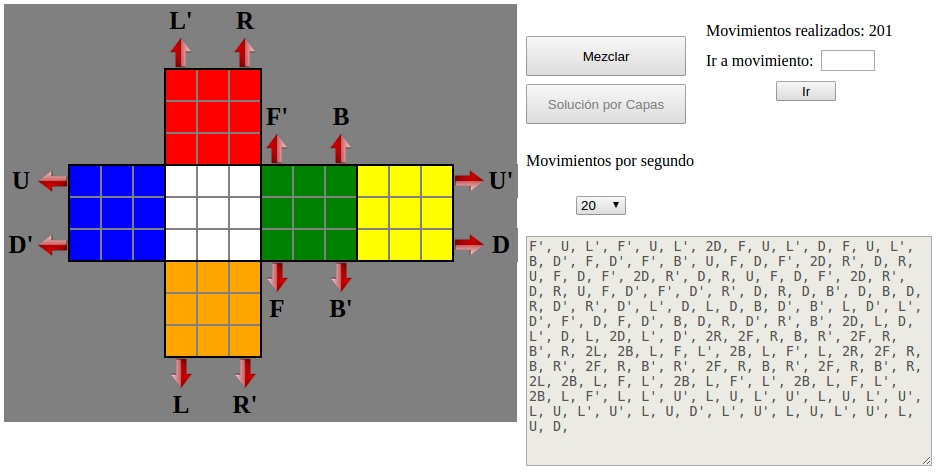 L'
R
F'
B
U
U'
D'
D
F
B'
L
R'
Mezclar
Solución por Capas
Movimientos realizados: 201
Ir a movimiento:
Ir
Movimientos por segundo
20
F', U, L', F', U, L', 2D, F, U, L', D, F, U, L',
B, D', F, D', F', B', U, F, D, F', 2D, R', D, R,
U, F, D, F', 2D, R', D, R, U, F, D, F', 2D, R',
D, R, U, F, D', F', D', R', D, R, D, B', D, B, D,
R, D', R', D', L', D, L, D, B, D', B', L, D', L',
D', F', D, F, D', B, D, R, D', R', B', 2D, L, D,
L', D, L, 2D, L', D', 2R, 2F, R, B, R', 2F, R,
B', R, 2L, 2B, L, F, L', 2B, L, F', L, 2R, 2F, R,
B, R', 2F, R, B', R', 2F, R, B, R', 2F, R, B', R,
2L, 2B, L, F, L', 2B, L, F' L', 2B, L, F, L',
2B, L, F', L, L', U', L, U, L', U', L, U, L', U',
L, U, L', U', L, U, D', L', U', L, U, L', U', L,
U, D,